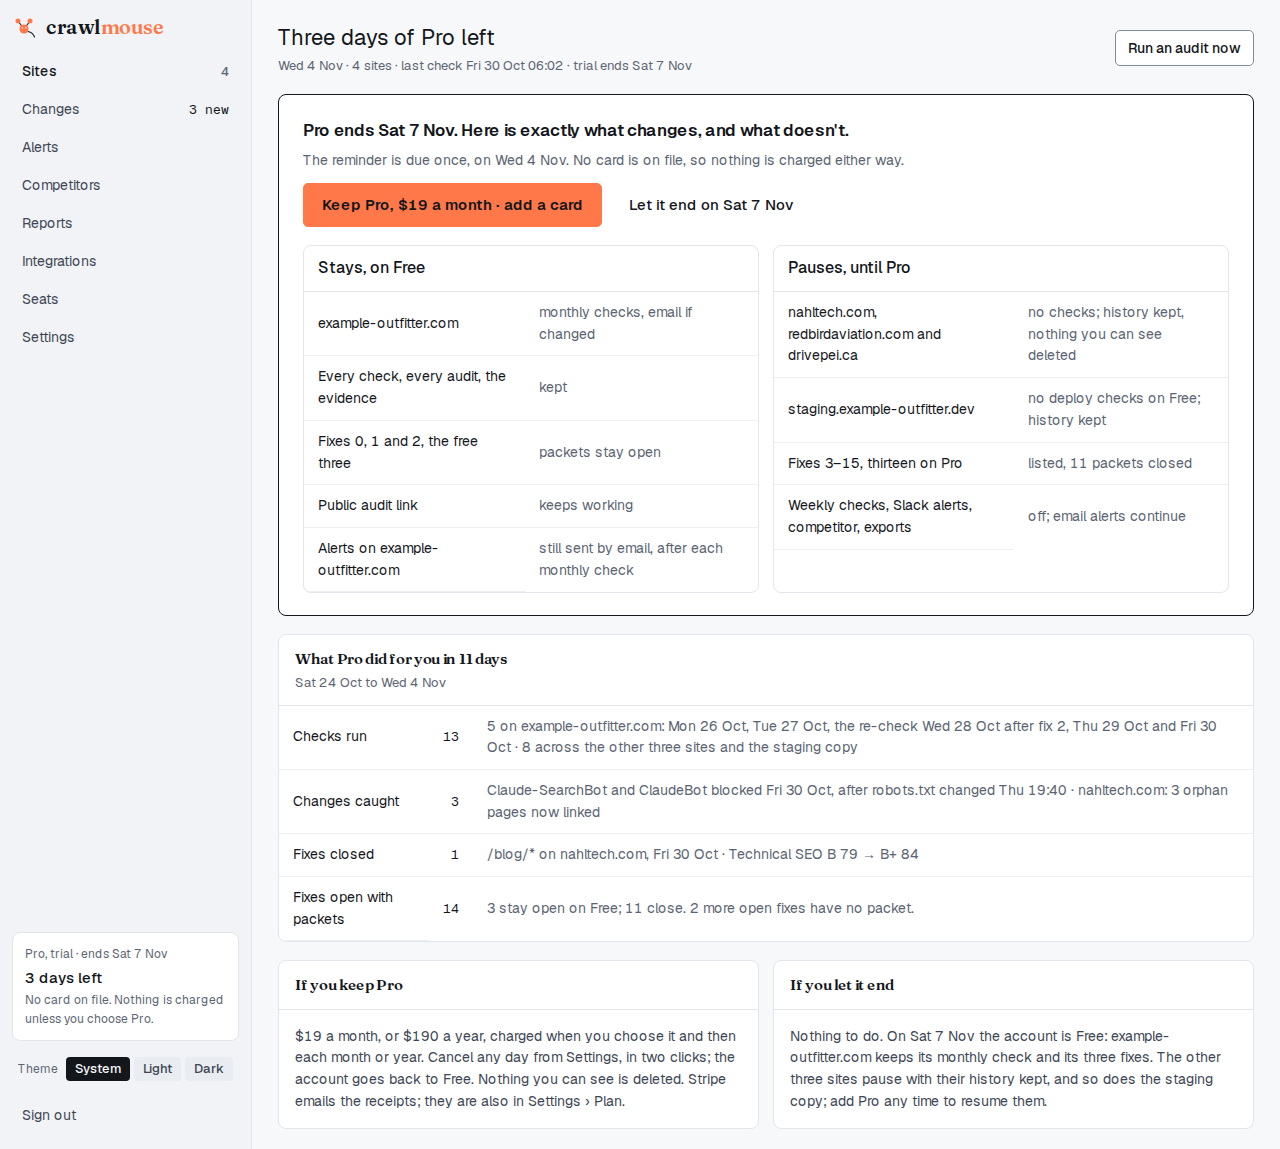 crawlmouse
Sites 4
Changes 3 new
Alerts
Competitors
Reports
Integrations
Seats
Settings
Pro, trial · ends Sat 7 Nov
3 days left
No card on file. Nothing is charged
unless you choose Pro.
Theme System Light Dark
Sign out
Three days of Pro left
Wed 4 Nov · 4 sites · last check Fri 30 Oct 06:02 · trial ends Sat 7 Nov
Run an audit now
Pro ends Sat 7 Nov. Here is exactly what changes, and what doesn't.
The reminder is due once, on Wed 4 Nov. No card is on file, so nothing is charged either way.
Keep Pro, $19 a month · add a card
Let it end on Sat 7 Nov
Stays, on Free
example-outfitter.com
monthly checks, email if
changed
Every check, every audit, the
evidence
kept
Fixes 0, 1 and 2, the free
three
packets stay open
Public audit link
keeps working
Alerts on example-
outfitter.com
still sent by email, after each
monthly check
Pauses, until Pro
nahltech.com,
redbirdaviation.com and
drivepei.ca
no checks; history kept,
nothing you can see
deleted
staging.example-outfitter.dev
no deploy checks on Free;
history kept
Fixes 3–15, thirteen on Pro
listed, 11 packets closed
Weekly checks, Slack alerts,
competitor, exports
off; email alerts continue
What Pro did for you in 11 days
Sat 24 Oct to Wed 4 Nov
Checks run 13
5 on example-outfitter.com: Mon 26 Oct, Tue 27 Oct, the re-check Wed 28 Oct after fix 2, Thu 29 Oct and Fri 30
Oct · 8 across the other three sites and the staging copy
Changes caught 3
Claude-SearchBot and ClaudeBot blocked Fri 30 Oct, after robots.txt changed Thu 19:40 · nahltech.com: 3 orphan
pages now linked
Fixes closed 1
/blog/* on nahltech.com, Fri 30 Oct · Technical SEO B 79 → B+ 84
Fixes open with
packets
14
3 stay open on Free; 11 close. 2 more open fixes have no packet.
If you keep Pro
$19 a month, or $190 a year, charged when you choose it and then
each month or year. Cancel any day from Settings, in two clicks; the
account goes back to Free. Nothing you can see is deleted. Stripe
emails the receipts; they are also in Settings › Plan.
If you let it end
Nothing to do. On Sat 7 Nov the account is Free: example-
outfitter.com keeps its monthly check and its three fixes. The other
three sites pause with their history kept, and so does the staging
copy; add Pro any time to resume them.